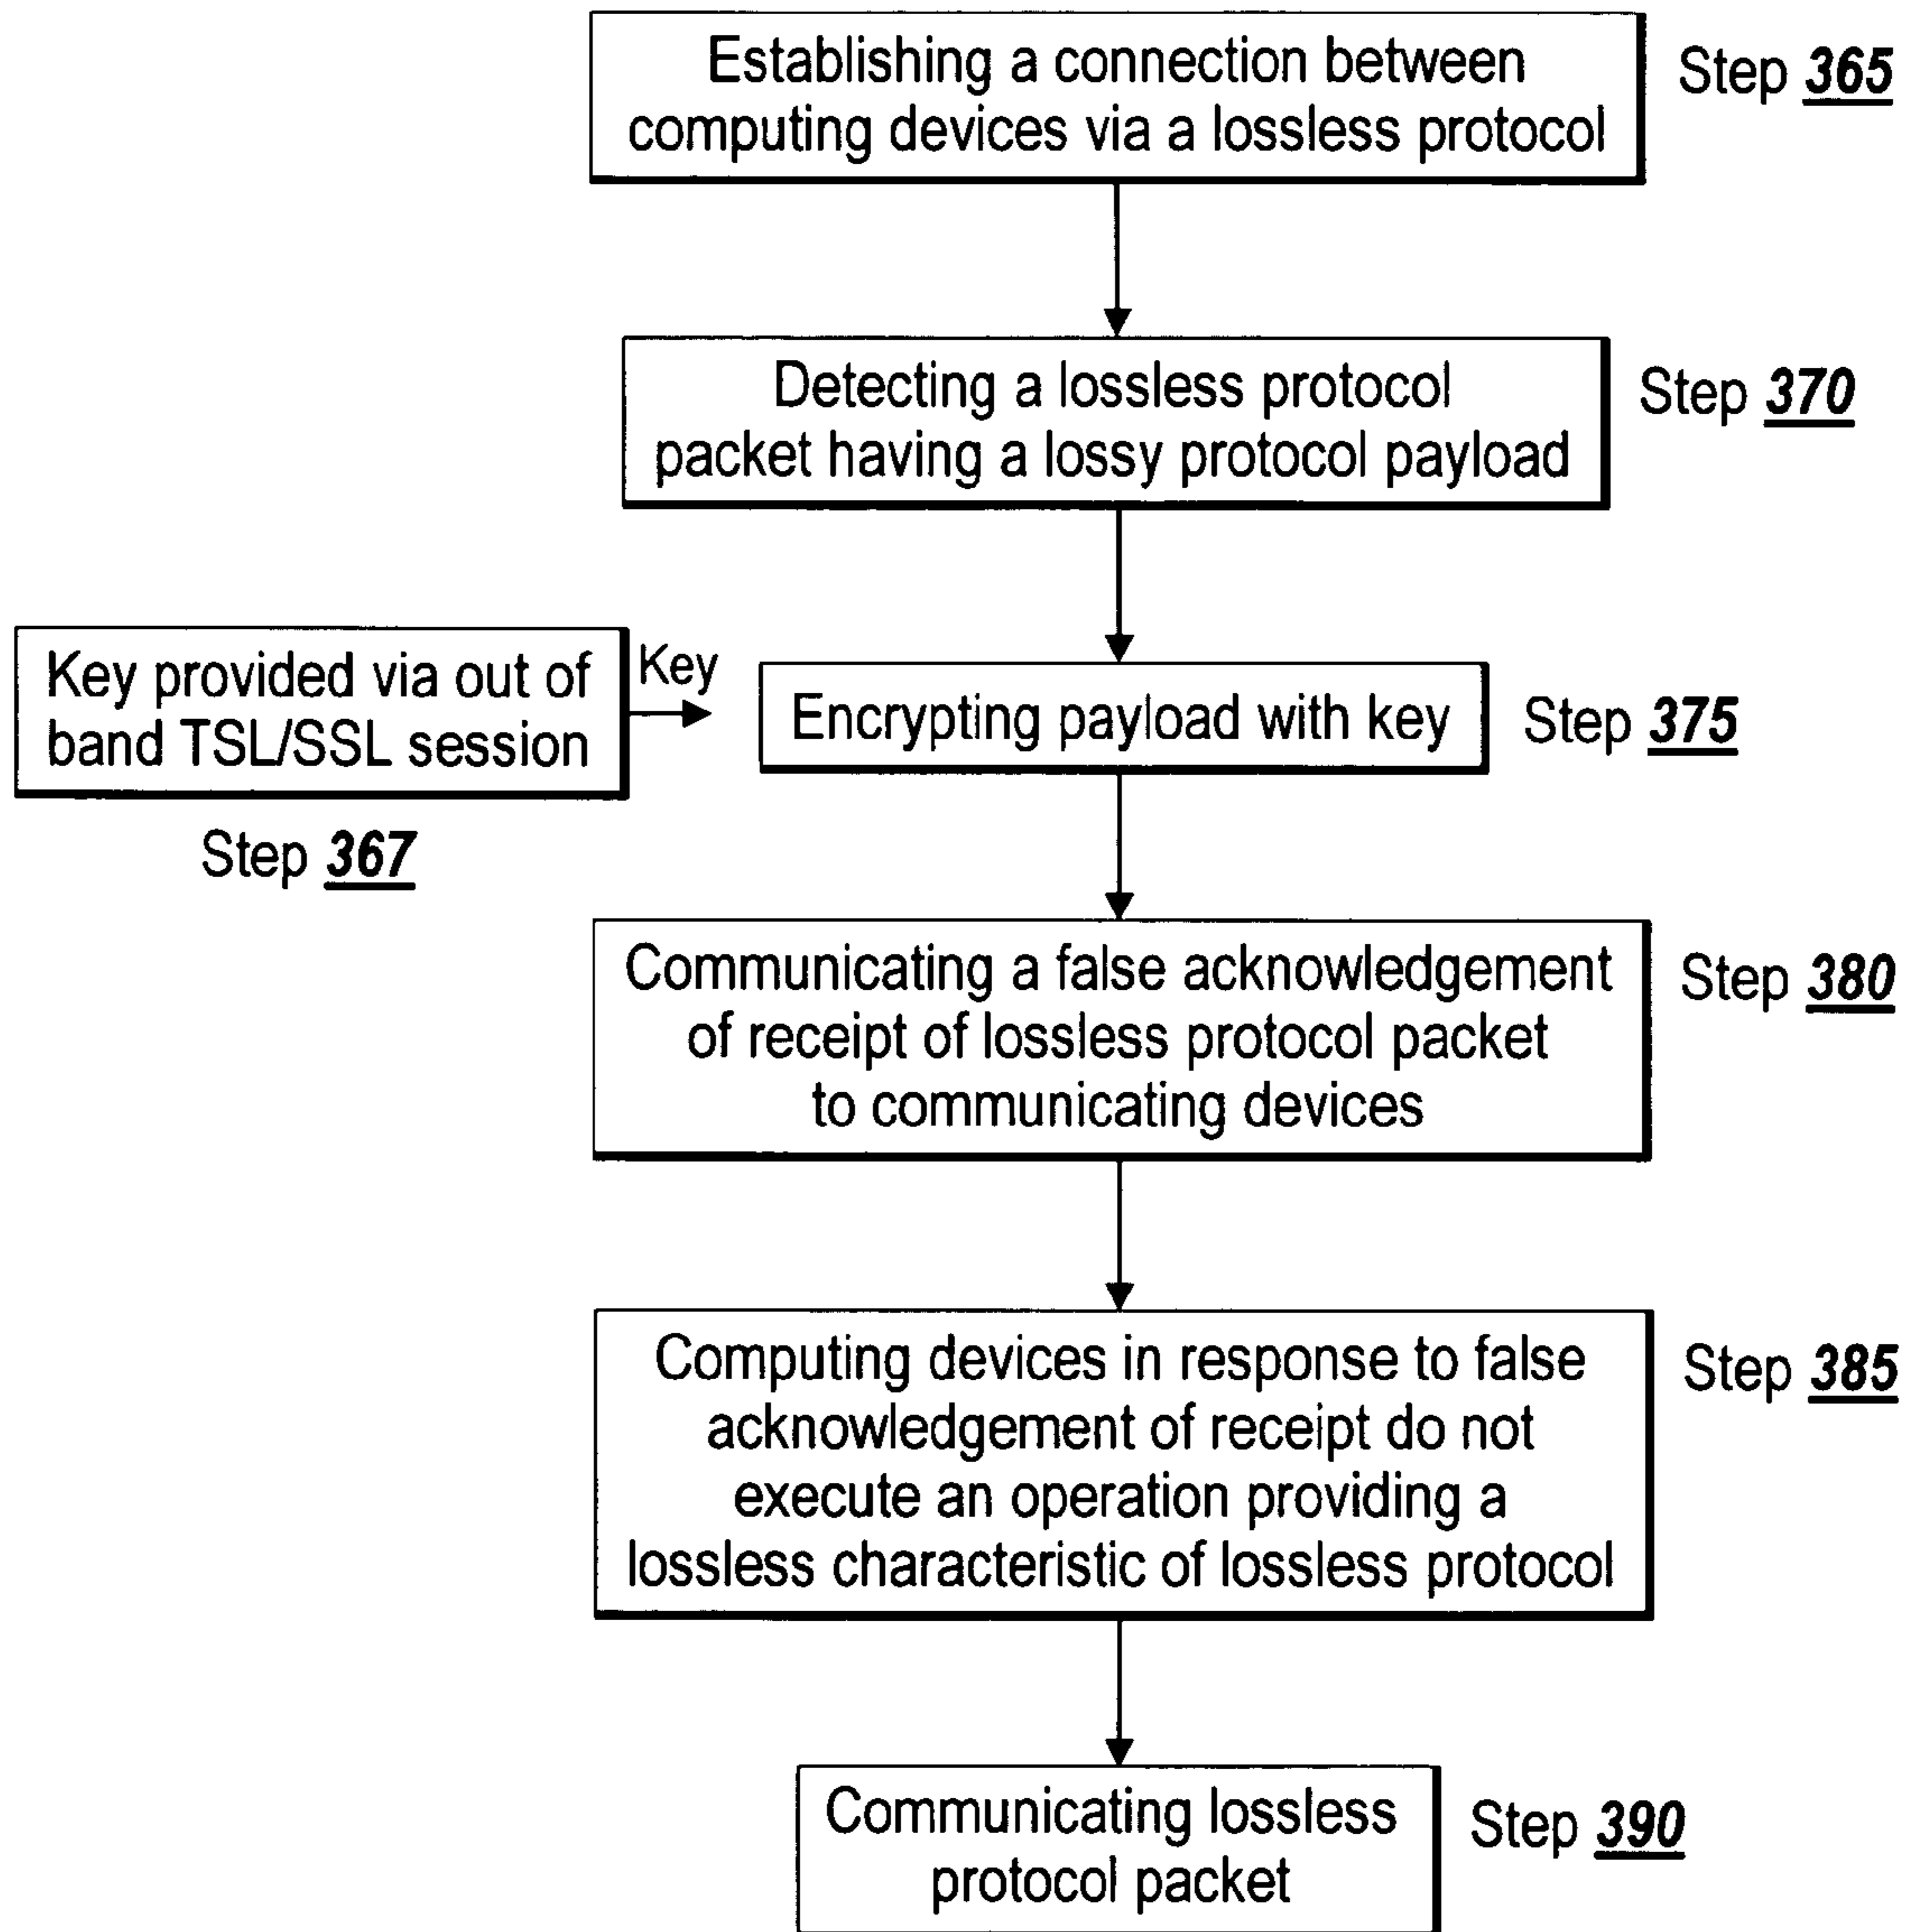 Establishing a connection between
computing devices via a lossless protocol
Step 365
Detecting a lossless protocol
packet having a lossy protocol payload
Step 370
Key provided via out of
band TSL/SSL session
Step 367
Key
Encrypting payload with key
Step 375
Communicating a false acknowledgement
of receipt of lossless protocol packet
to communicating devices
Step 380
Computing devices in response to false
acknowledgement of receipt do not
execute an operation providing a
lossless characteristic of lossless protocol
Step 385
Communicating lossless
protocol packet
Step 390